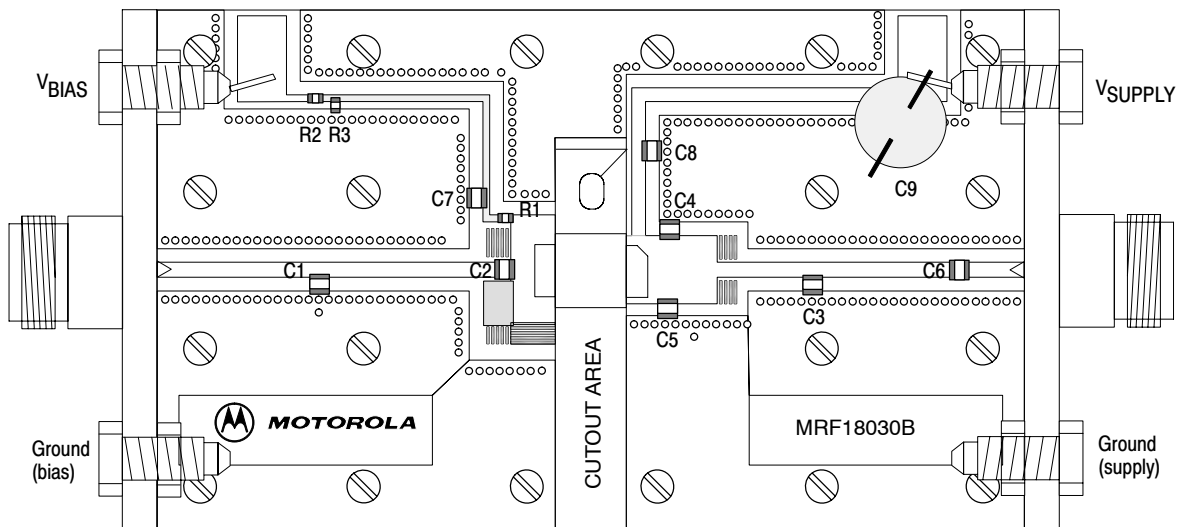 VBIAS
VSUPPLY
R2 R3
C8
C7
C9
R1
C4
C1
C2
C6
C3
C5
CUTOUT AREA
MOTOROLA
MRF18030B
Ground
(bias)
Ground
(supply)